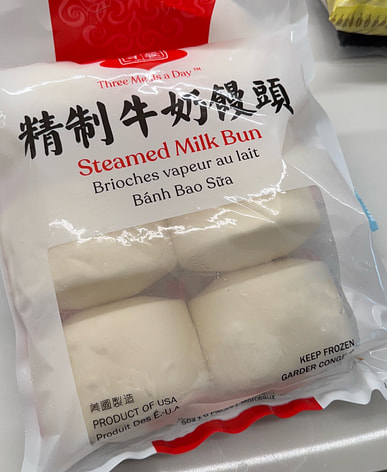 Three Meals a Day™
精制牛奶饅頭
Steamed Milk Bun
Brioches vapeur au lait
Bánh Bao Sữa
美國製造
PRODUCT OF USA
Produit Des É.-U.A
KEEP FROZEN
GARDER